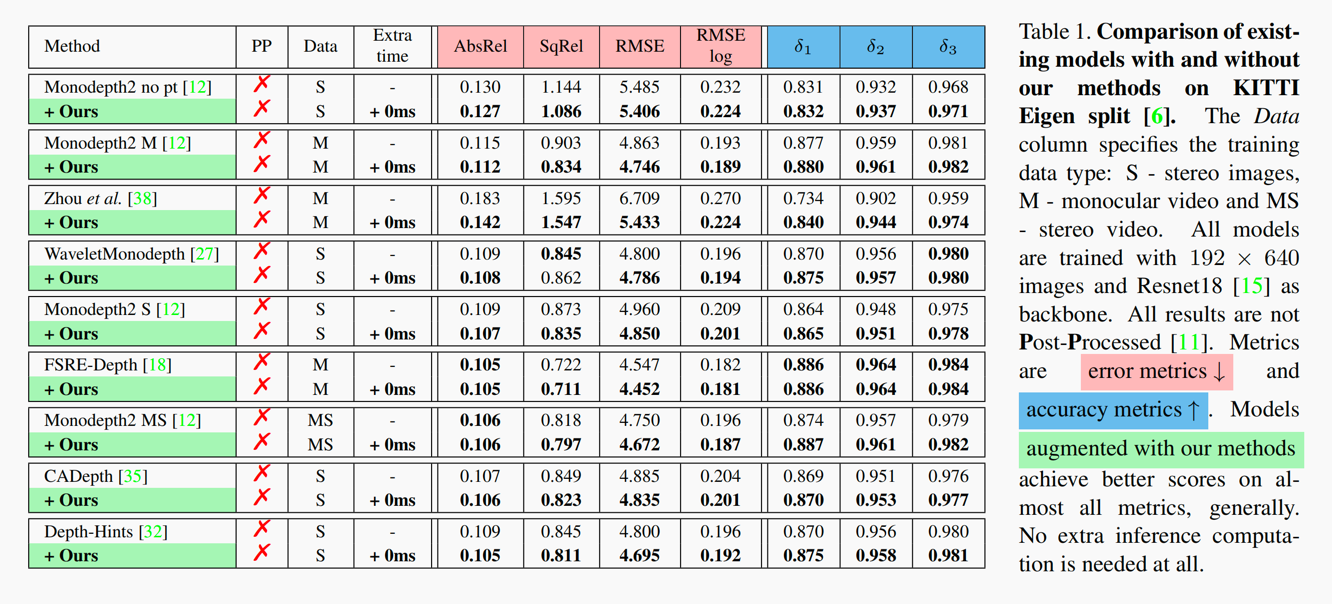 Method PP Data Extra time AbsRel SqRel RMSE RMSE log δ1 δ2 δ3
Monodepth2 no pt [12] ✗ S - 0.130 1.144 5.485 0.232 0.831 0.932 0.968
+ Ours ✗ S + 0ms 0.127 1.086 5.406 0.224 0.832 0.937 0.971
Monodepth2 M [12] ✗ M - 0.115 0.903 4.863 0.193 0.877 0.959 0.981
+ Ours ✗ M + 0ms 0.112 0.834 4.746 0.189 0.880 0.961 0.982
Zhou et al. [38] ✗ M - 0.183 1.595 6.709 0.270 0.734 0.902 0.959
+ Ours ✗ M + 0ms 0.142 1.547 5.433 0.224 0.840 0.944 0.974
WaveletMonodepth [27] ✗ S - 0.109 0.845 4.800 0.196 0.870 0.956 0.980
+ Ours ✗ S + 0ms 0.108 0.862 4.786 0.194 0.875 0.957 0.980
Monodepth2 S [12] ✗ S - 0.109 0.873 4.960 0.209 0.864 0.948 0.975
+ Ours ✗ S + 0ms 0.107 0.835 4.850 0.201 0.865 0.951 0.978
FSRE-Depth [18] ✗ M - 0.105 0.722 4.547 0.182 0.886 0.964 0.984
+ Ours ✗ M + 0ms 0.105 0.711 4.452 0.181 0.886 0.964 0.984
Monodepth2 MS [12] ✗ MS - 0.106 0.818 4.750 0.196 0.874 0.957 0.979
+ Ours ✗ MS + 0ms 0.106 0.797 4.672 0.187 0.887 0.961 0.982
CADepth [35] ✗ S - 0.107 0.849 4.885 0.204 0.869 0.951 0.976
+ Ours ✗ S + 0ms 0.106 0.823 4.835 0.201 0.870 0.953 0.977
Depth-Hints [32] ✗ S - 0.109 0.845 4.800 0.196 0.870 0.956 0.980
+ Ours ✗ S + 0ms 0.105 0.811 4.695 0.192 0.875 0.958 0.981
Table 1. Comparison of exist-
ing models with and without
our methods on KITTI
Eigen split [6]. The Data
column specifies the training
data type: S - stereo images,
M - monocular video and MS
- stereo video. All models
are trained with 192 × 640
images and Resnet18 [15] as
backbone. All results are not
Post-Processed [11]. Metrics
are error metrics ↓ and
accuracy metrics ↑ . Models
augmented with our methods
achieve better scores on al-
most all metrics, generally.
No extra inference computa-
tion is needed at all.